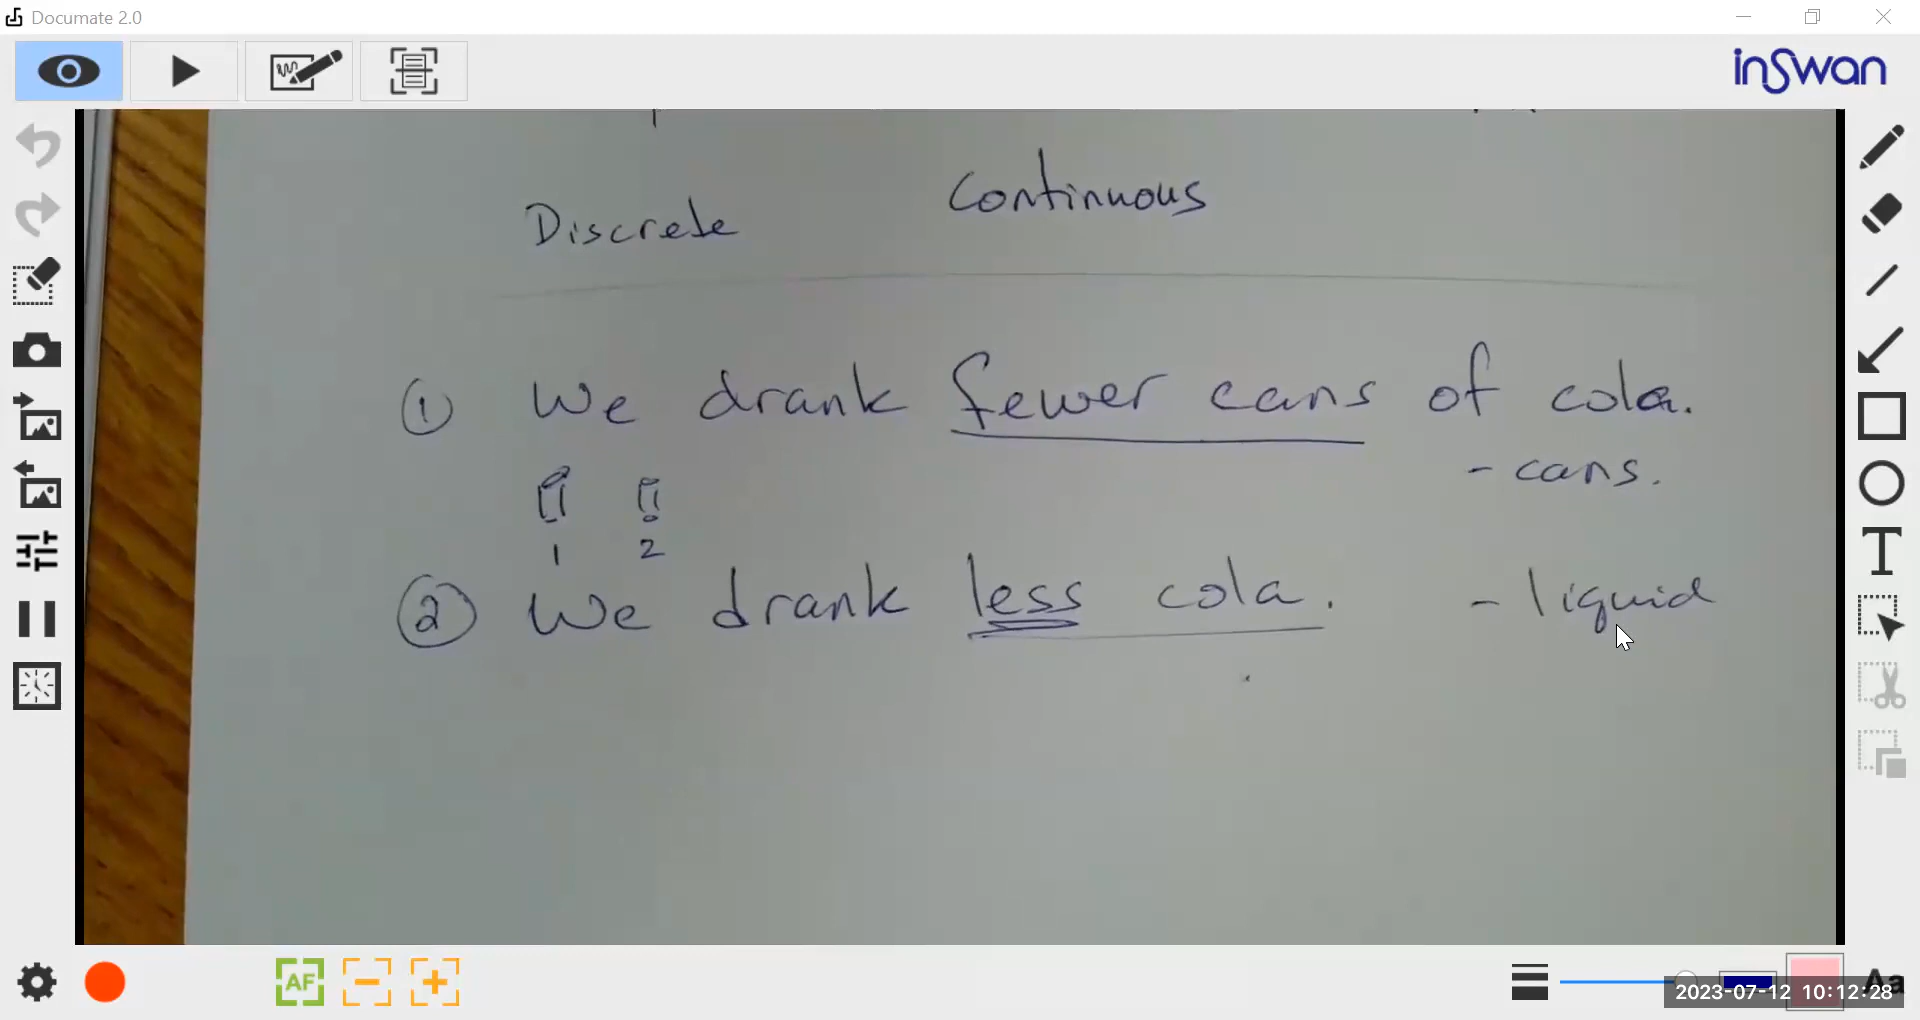 Documate 2.0
inSwan
Discrete Continuous
① We drank fewer cans of cola.
- cans.
1 2
② We drank less cola. - liquid
T
AF
Aa
2023-07-12 10:12:28